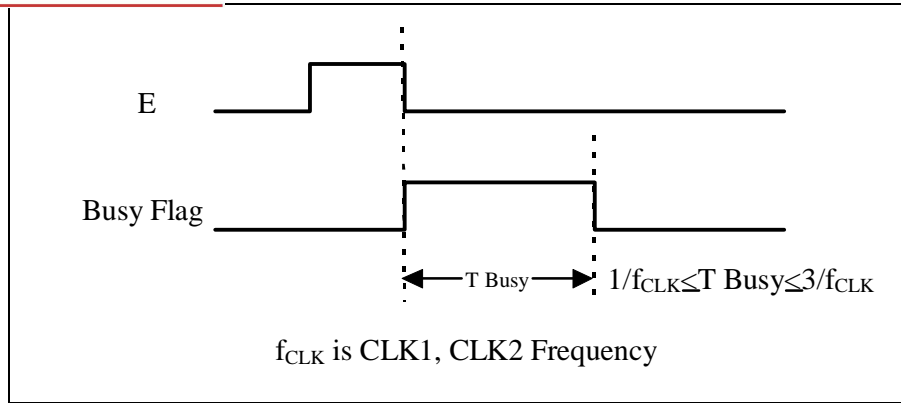 E
Busy Flag
T Busy
1/fCLK≤T Busy≤3/fCLK
fCLK is CLK1, CLK2 Frequency